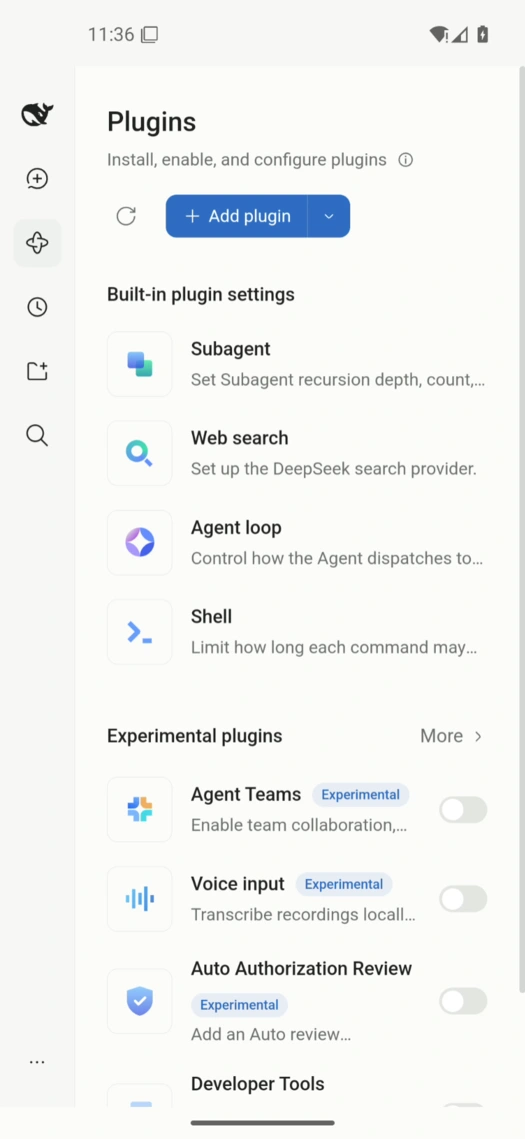 11:36
Plugins
Install, enable, and configure plugins
Add plugin
Built-in plugin settings
Subagent
Set Subagent recursion depth, count,...
Web search
Set up the DeepSeek search provider.
Agent loop
Control how the Agent dispatches to...
Shell
Limit how long each command may...
Experimental plugins More
Agent Teams Experimental
Enable team collaboration,...
Voice input Experimental
Transcribe recordings locall...
Auto Authorization Review
Experimental
Add an Auto review...
Developer Tools